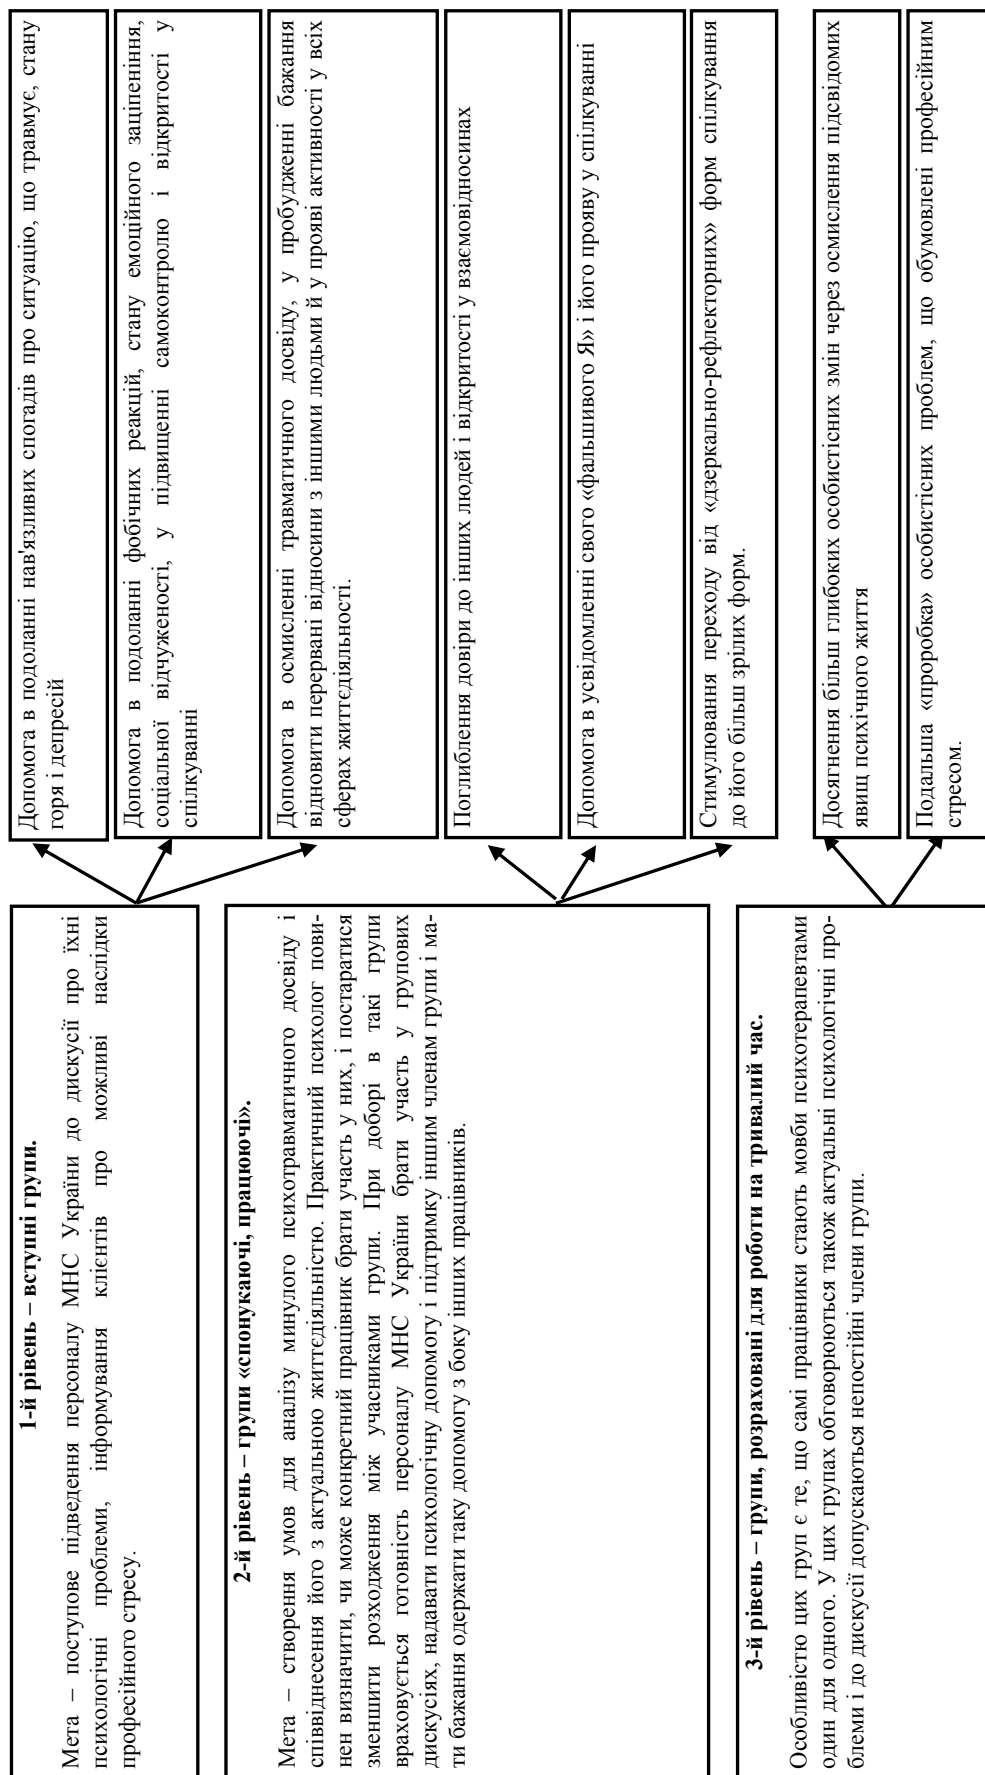 1-й рівень – вступні групи.
Мета – поступове підведення персоналу МНС України до дискусії про їхні
психологічні проблеми, інформування клієнтів про можливі наслідки
професійного стресу.
Допомога в подоланні нав'язливих спогадів про ситуацію, що травмує, стану
горя і депресій
Допомога в подоланні фобічних реакцій, стану емоційного заціпеніння,
соціальної відчуженості, у підвищенні самоконтролю і відкритості у
спілкуванні
Допомога в осмисленні травматичного досвіду, у пробудженні бажання
відновити перервані відносини з іншими людьми й у прояві активності у всіх
сферах життєдіяльності.
2-й рівень – групи «спонукаючі, працюючі».
Мета – створення умов для аналізу минулого психотравматичного досвіду і
співвіднесення його з актуальною життєдіяльністю. Практичний психолог пови-
нен визначити, чи може конкретний працівник брати участь у них, і постаратися
зменшити розходження між учасниками групи. При доборі в такі групи
враховується готовність персоналу МНС України брати участь у групових
дискусіях, надавати психологічну допомогу і підтримку іншим членам групи і ма-
ти бажання одержати таку допомогу з боку інших працівників.
Поглиблення довіри до інших людей і відкритості у взаємовідносинах
Допомога в усвідомленні свого «фальшивого Я» і його прояву у спілкуванні
Стимулювання переходу від «дзеркально-рефлекторних» форм спілкування
до його більш зрілих форм.
3-й рівень – групи, розраховані для роботи на тривалий час.
Особливістю цих груп є те, що самі працівники стають мовби психотерапевтами
один для одного. У цих групах обговорюються також актуальні психологічні про-
блеми і до дискусії допускаються непостійні члени групи.
Досягнення більш глибоких особистісних змін через осмислення підсвідомих
явищ психічного життя
Подальша «проробка» особистісних проблем, що обумовлені професійним
стресом.